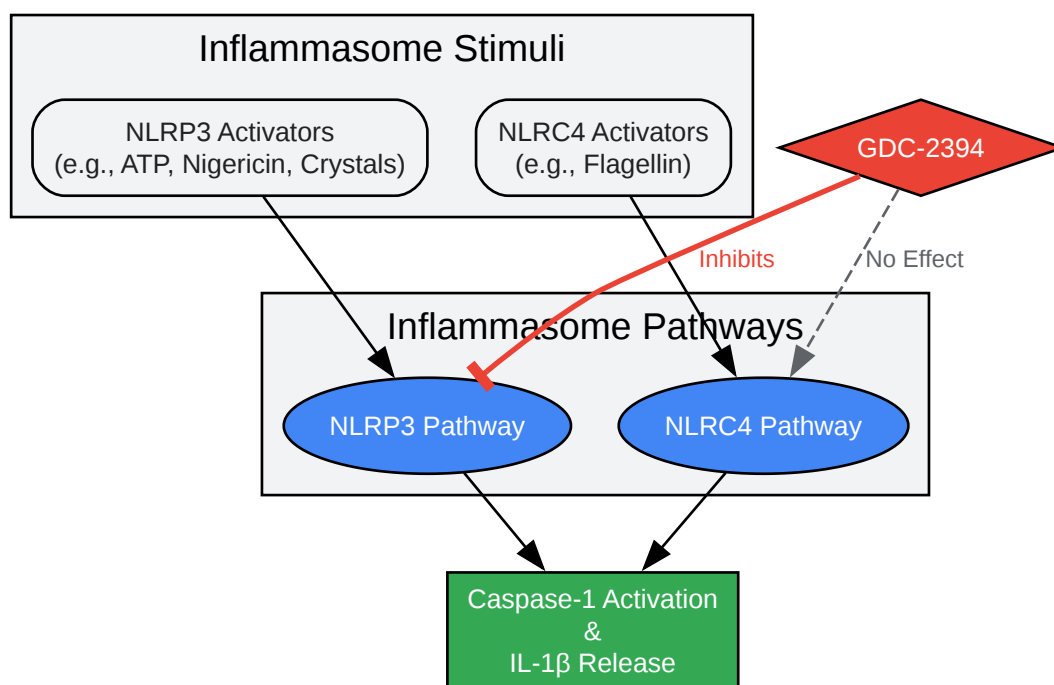 Inflammasome Stimuli
NLRP3 Activators
(e.g., ATP, Nigericin, Crystals)
NLRC4 Activators
(e.g., Flagellin)
GDC-2394
Inhibits
No Effect
Inflammasome Pathways
NLRP3 Pathway
NLRC4 Pathway
Caspase-1 Activation
&
IL-1β Release